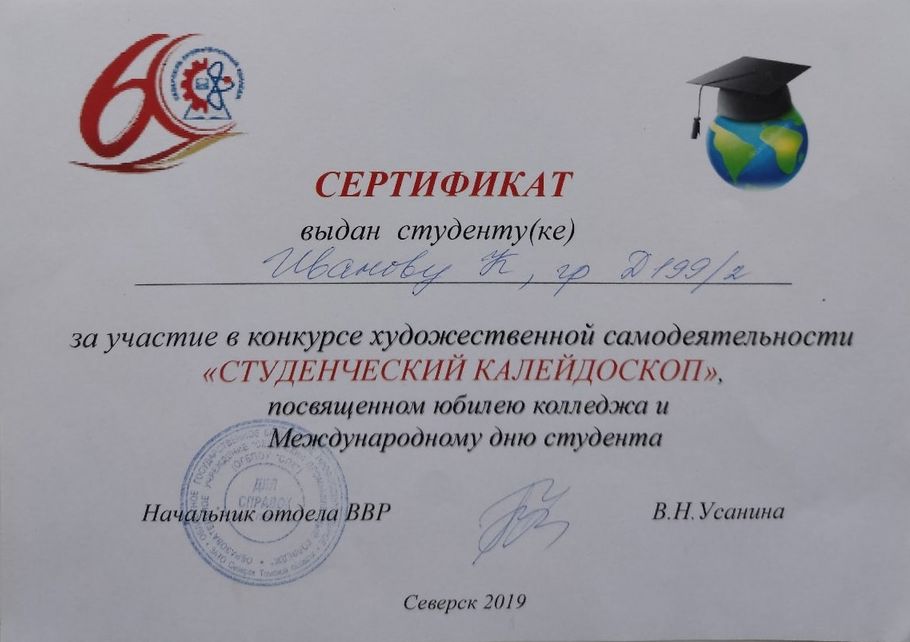 60
СЕРТИФИКАТ
выдан студенту(ке)
Иванову К, гр Д199/2
за участие в конкурсе художественной самодеятельности
«СТУДЕНЧЕСКИЙ КАЛЕЙДОСКОП»,
посвященном юбилею колледжа и
Международному дню студента
ДЛЯ
СПРАВОК
Начальник отдела ВВР
В.Н.Усанина
Северск 2019